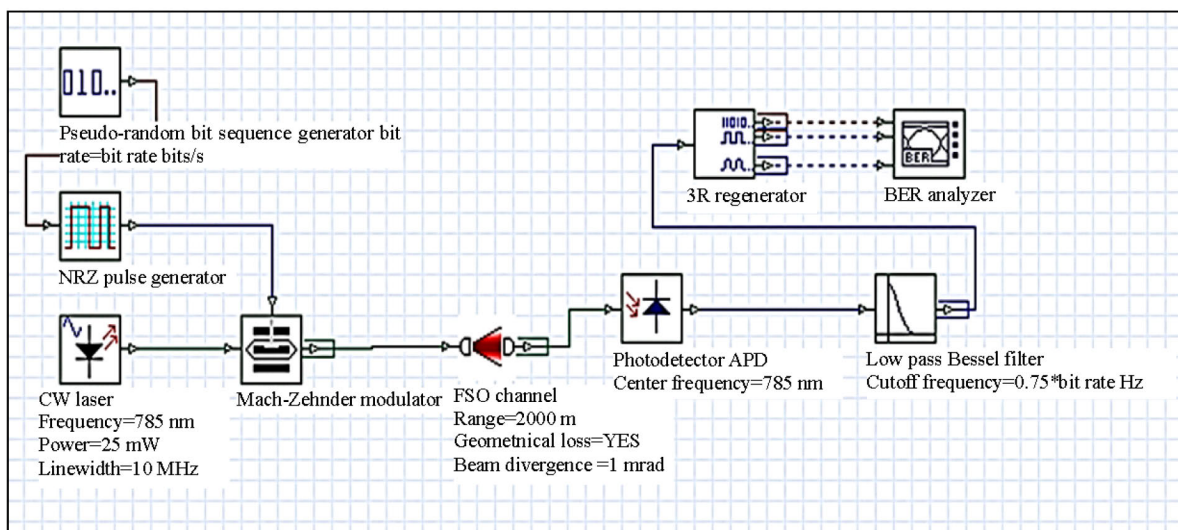 010..
Pseudo-random bit sequence generator bit
rate=bit rate bits/s
NRZ pulse generator
CW laser
Frequency=785 nm
Power=25 mW
Linewidth=10 MHz
Mach-Zehnder modulator
FSO channel
Range=2000 m
Geometnical loss=YES
Beam divergence =1 mrad
Photodetector APD
Center frequency=785 nm
Low pass Bessel filter
Cutoff frequency=0.75*bit rate Hz
11010..
3R regenerator
BER
BER analyzer